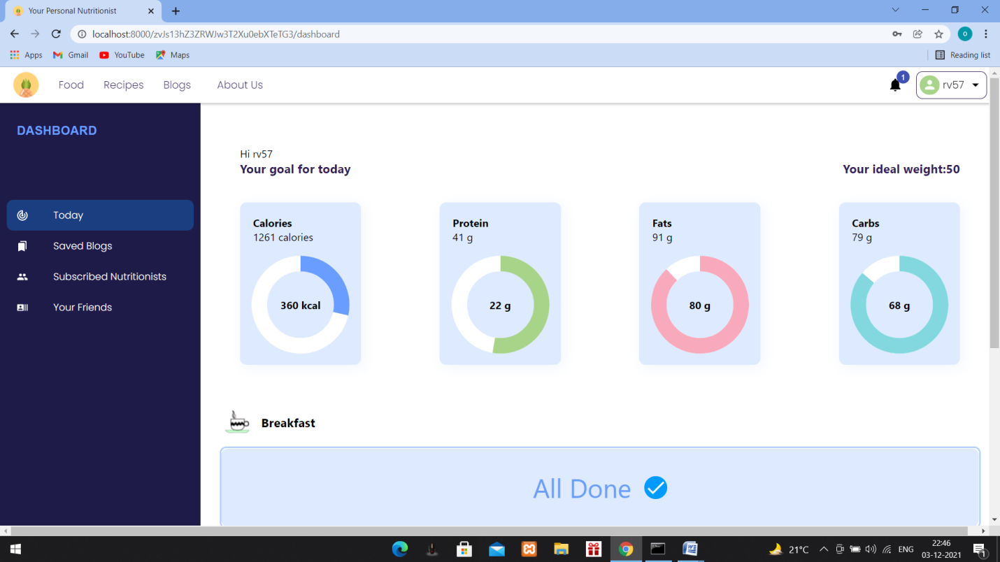 Your Personal Nutritionist
localhost:8000/zvJs13hZ3ZRWJw3T2Xu0ebXTeTG3/dashboard
O
Apps Gmail YouTube Maps Reading list
Food Recipes Blogs About Us 1 rv57
DASHBOARD
Today
Saved Blogs
Subscribed Nutritionists
Your Friends
Hi rv57
Your goal for today Your ideal weight:50
Calories Protein Fats Carbs
1261 calories 41 g 91 g 79 g
360 kcal 22 g 80 g 68 g
Breakfast
All Done
21°C ENG 22:46
03-12-2021 1